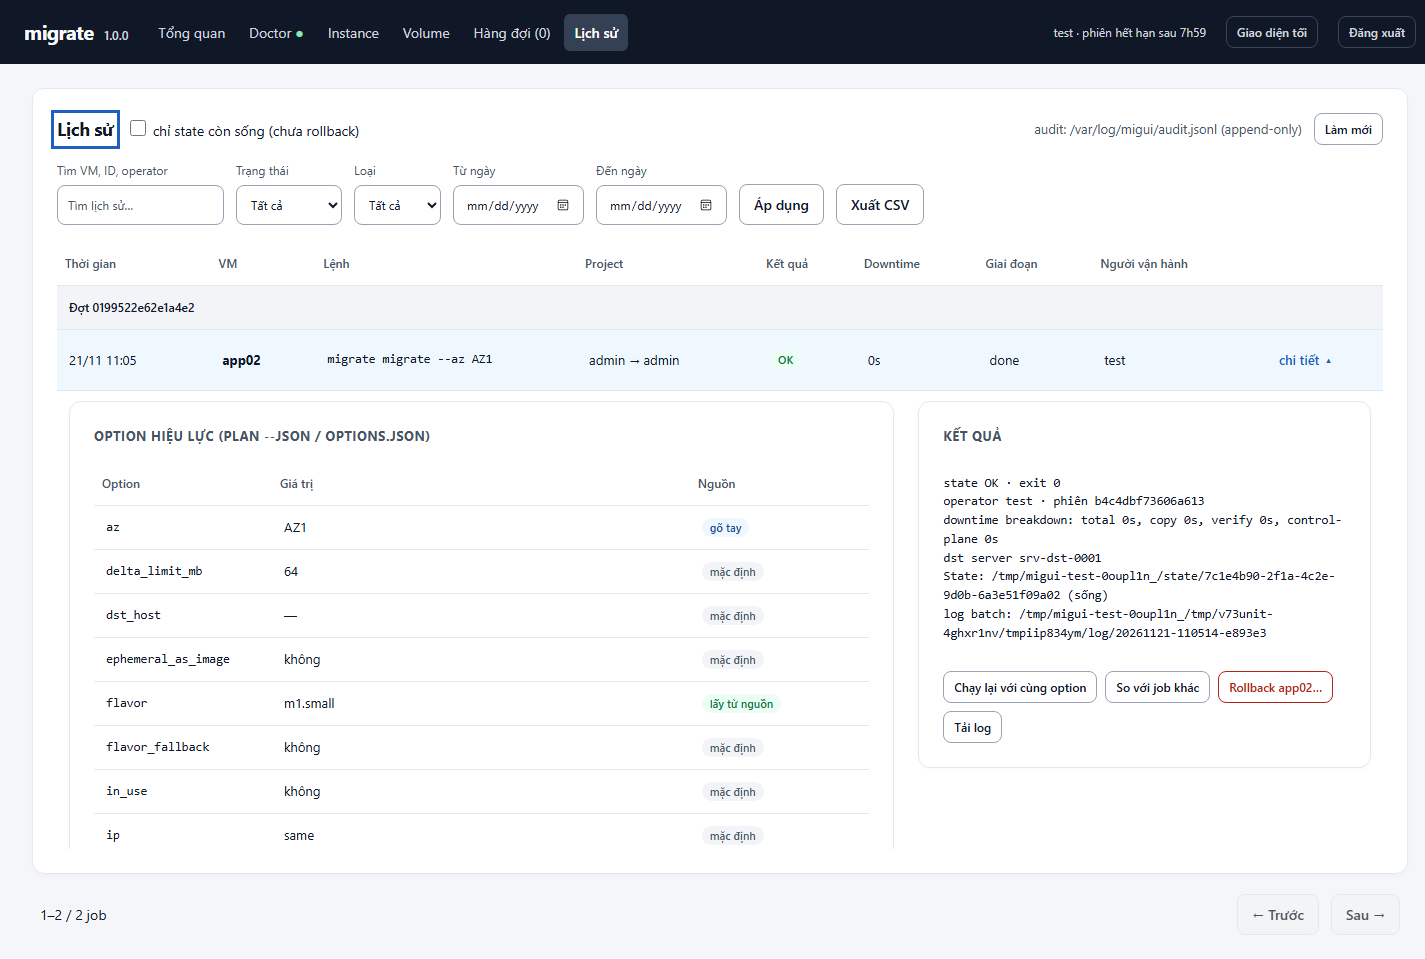 migrate 1.0.0 Tổng quan Doctor Instance Volume Hàng đợi (0) Lịch sử test · phiên hết hạn sau 7h59 Giao diện tối Đăng xuất
Lịch sử chỉ state còn sống (chưa rollback) audit: /var/log/migui/audit.jsonl (append-only) Làm mới
Tìm VM, ID, operator Trạng thái Loại Từ ngày Đến ngày
Tìm lịch sử... Tất cả Tất cả mm/dd/yyyy mm/dd/yyyy Áp dụng Xuất CSV
Thời gian VM Lệnh Project Kết quả Downtime Giai đoạn Người vận hành
Đợt 0199522e62e1a4e2
21/11 11:05 app02 migrate migrate --az AZ1 admin → admin OK 0s done test chi tiết ▲
OPTION HIỆU LỰC (PLAN --JSON / OPTIONS.JSON)
Option Giá trị Nguồn
az AZ1 gõ tay
delta_limit_mb 64 mặc định
dst_host — mặc định
ephemeral_as_image không mặc định
flavor m1.small lấy từ nguồn
flavor_fallback không mặc định
in_use không mặc định
ip same mặc định
KẾT QUẢ
state OK · exit 0
operator test · phiên b4c4dbf73606a613
downtime breakdown: total 0s, copy 0s, verify 0s, control-
plane 0s
dst server srv-dst-0001
State: /tmp/migui-test-0oupl1n_/state/7c1e4b90-2f1a-4c2e-
9d0b-6a3e51f09a02 (sống)
log batch: /tmp/migui-test-0oupl1n_/tmp/v73unit-
4ghxr1nv/tmpiip834ym/log/20261121-110514-e893e3
Chạy lại với cùng option So với job khác Rollback app02...
Tải log
1–2 / 2 job ← Trước Sau →